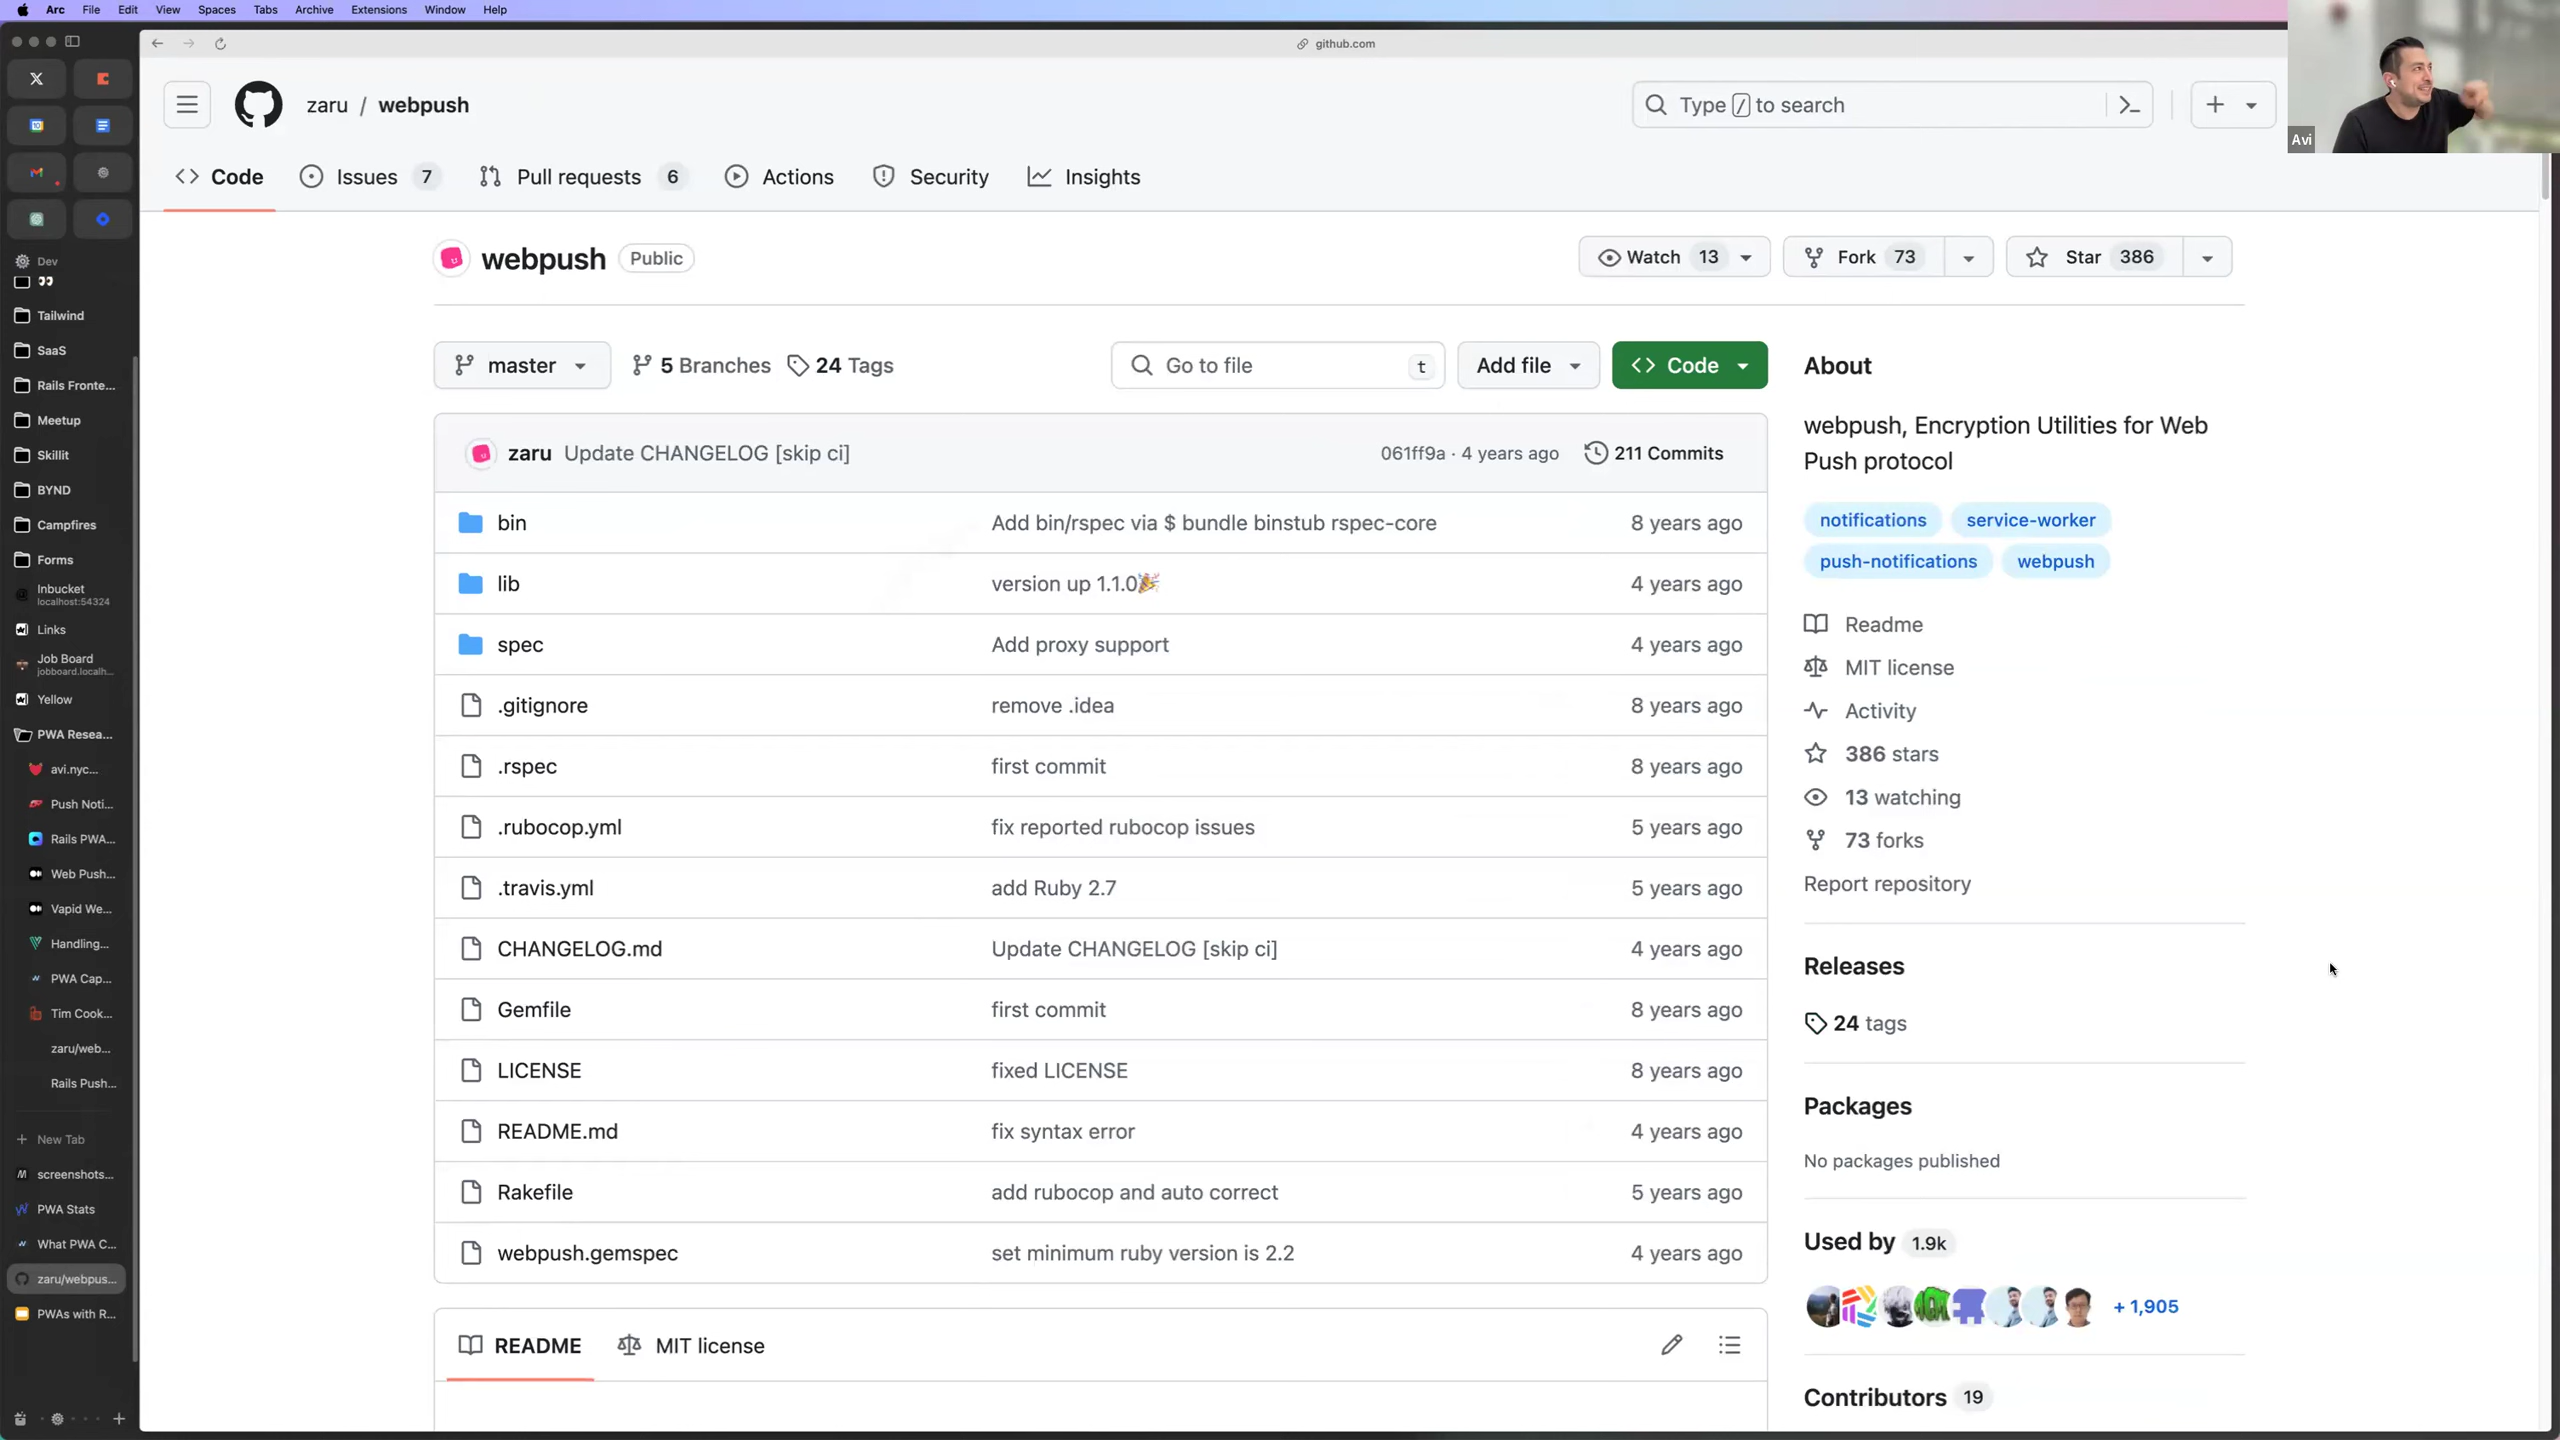 Arc File Edit View Spaces Tabs Archive Extensions Window Help
github.com
Avi
zaru / webpush
Type / to search
Code
Issues 7
Pull requests 6
Actions
Security
Insights
webpush Public
Watch 13
Fork 73
Star 386
master
5 Branches
24 Tags
Go to file t
Add file
Code
zaru Update CHANGELOG [skip ci] 061ff9a · 4 years ago 211 Commits
bin Add bin/rspec via $ bundle binstub rspec-core 8 years ago
lib version up 1.1.0🎉 4 years ago
spec Add proxy support 4 years ago
.gitignore remove .idea 8 years ago
.rspec first commit 8 years ago
.rubocop.yml fix reported rubocop issues 5 years ago
.travis.yml add Ruby 2.7 5 years ago
CHANGELOG.md Update CHANGELOG [skip ci] 4 years ago
Gemfile first commit 8 years ago
LICENSE fixed LICENSE 8 years ago
README.md fix syntax error 4 years ago
Rakefile add rubocop and auto correct 5 years ago
webpush.gemspec set minimum ruby version is 2.2 4 years ago
README
MIT license
About
webpush, Encryption Utilities for Web
Push protocol
notifications service-worker
push-notifications webpush
Readme
MIT license
Activity
386 stars
13 watching
73 forks
Report repository
Releases
24 tags
Packages
No packages published
Used by 1.9k
+ 1,905
Contributors 19
Dev
Tailwind
SaaS
Rails Fronte...
Meetup
Skillit
BYND
Campfires
Forms
Inbucket
localhost:54324
Links
Job Board
jobboard.localh...
Yellow
PWA Resea...
avi.nyc...
Push Noti...
Rails PWA...
Web Push...
Vapid We...
Handling...
PWA Cap...
Tim Cook...
zaru/web...
Rails Push...
New Tab
screenshots...
PWA Stats
What PWA C...
zaru/webpus...
PWAs with R...